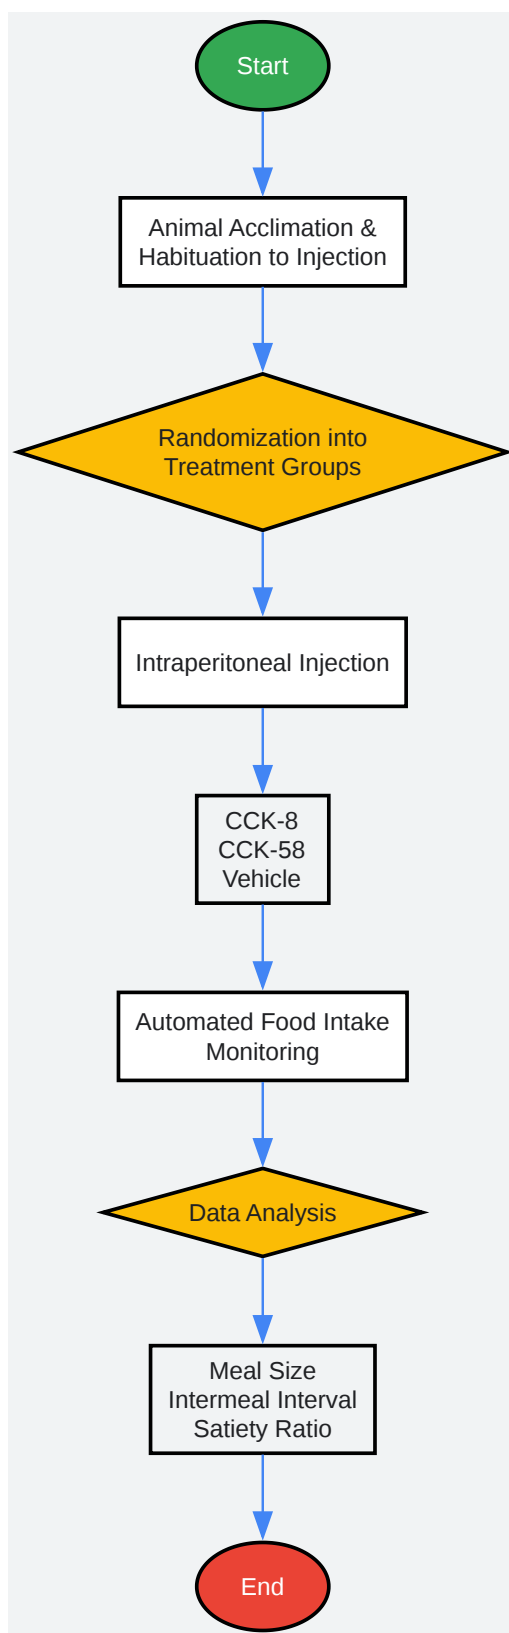 Start
Animal Acclimation &
Habituation to Injection
Randomization into
Treatment Groups
Intraperitoneal Injection
CCK-8
CCK-58
Vehicle
Automated Food Intake
Monitoring
Data Analysis
Meal Size
Intermeal Interval
Satiety Ratio
End